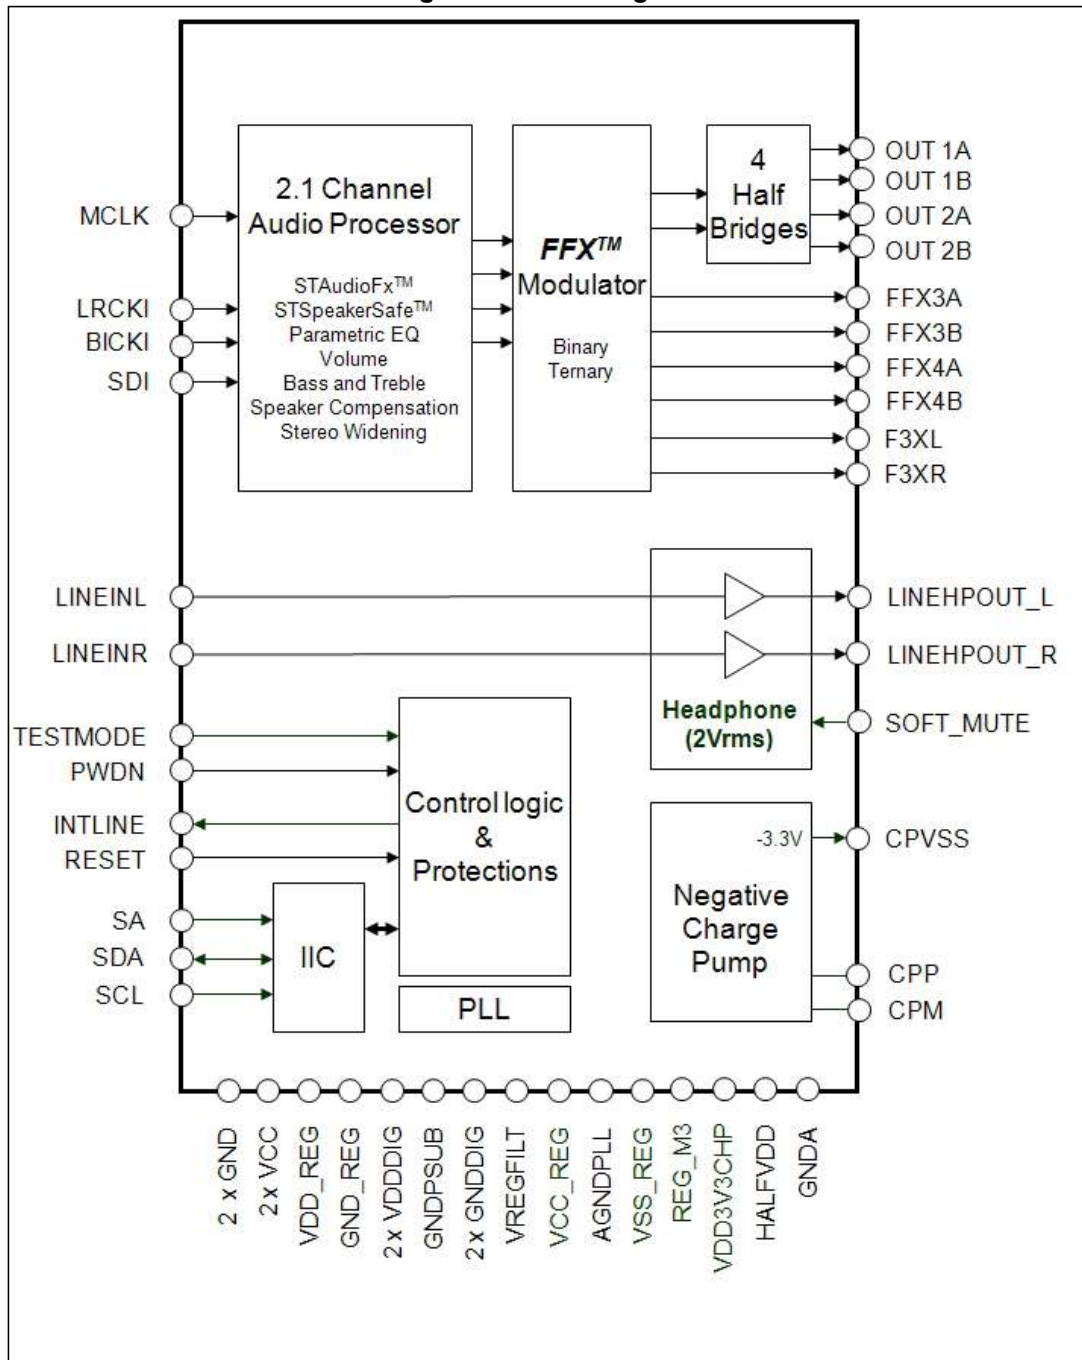 MCLK
LRCKI
BICKI
SDI
2.1 Channel
Audio Processor
STAudioFx™
STSpeakerSafe™
Parametric EQ
Volume
Bass and Treble
Speaker Compensation
Stereo Widening
FFX™
Modulator
Binary
Ternary
4
Half
Bridges
OUT 1A
OUT 1B
OUT 2A
OUT 2B
FFX3A
FFX3B
FFX4A
FFX4B
F3XL
F3XR
LINEINL
LINEINR
Headphone
(2Vrms)
LINEHPOUT_L
LINEHPOUT_R
SOFT_MUTE
TESTMODE
PWDN
INTLINE
RESET
Control logic
&
Protections
SA
SDA
SCL
IIC
PLL
-3.3V
Negative
Charge
Pump
CPVSS
CPP
CPM
2 x GND
2 x VCC
VDD_REG
GND_REG
2 x VDDDIG
GNDPSUB
2 x GNDDIG
VREGFILT
VCC_REG
AGNDPLL
VSS_REG
REG_M3
VDD3V3CHP
HALFVDD
GNDA